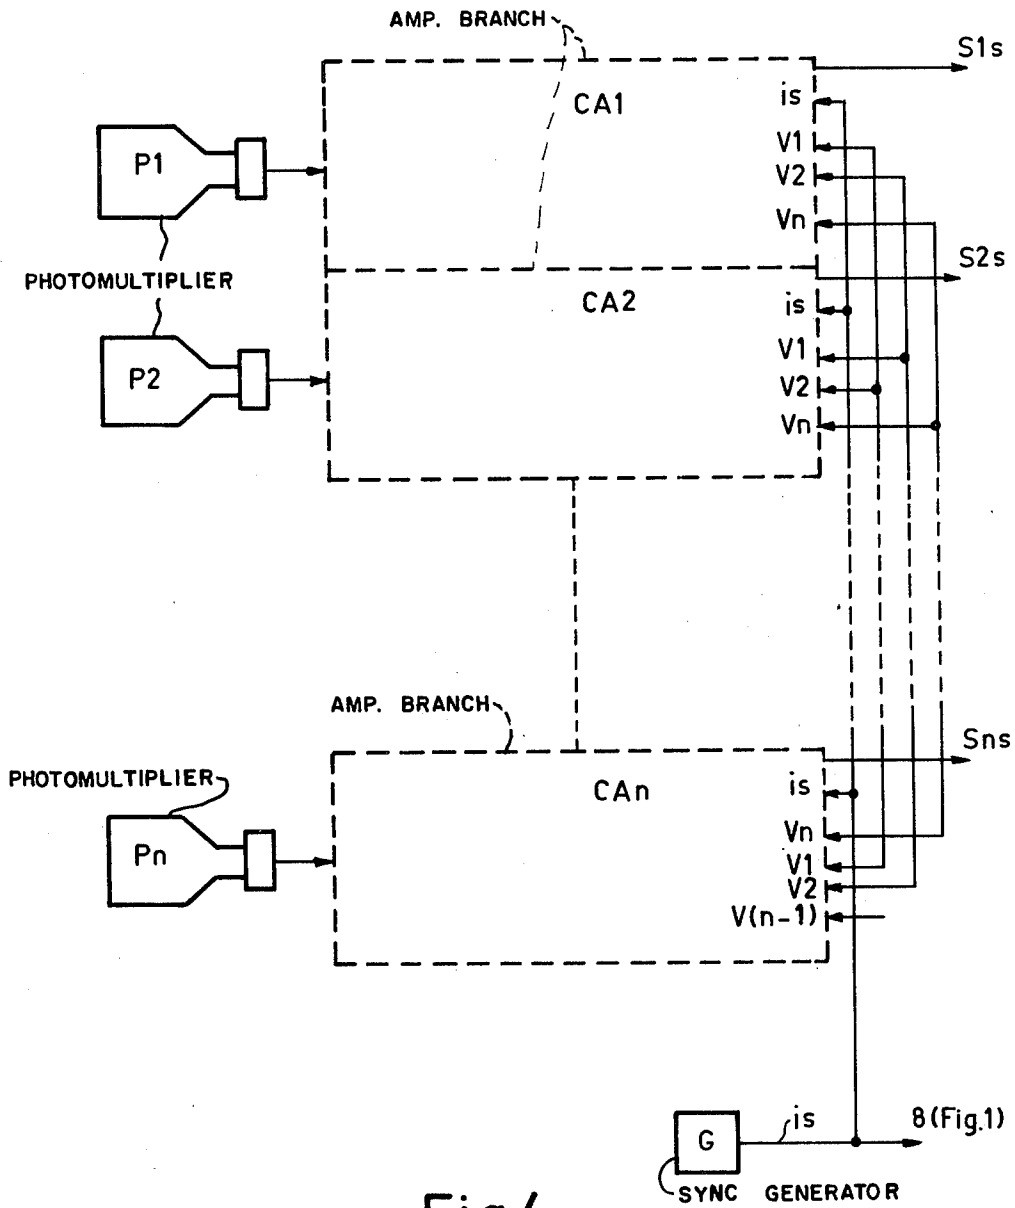 AMP. BRANCH
S1s
CA1
is
P1
V1
V2
Vn
PHOTOMULTIPLIER
S2s
CA2
is
P2
V1
V2
Vn
AMP. BRANCH
Sns
PHOTOMULTIPLIER
CAn
is
Pn
Vn
V1
V2
V(n-1)
is
8(Fig.1)
G
SYNC GENERATOR